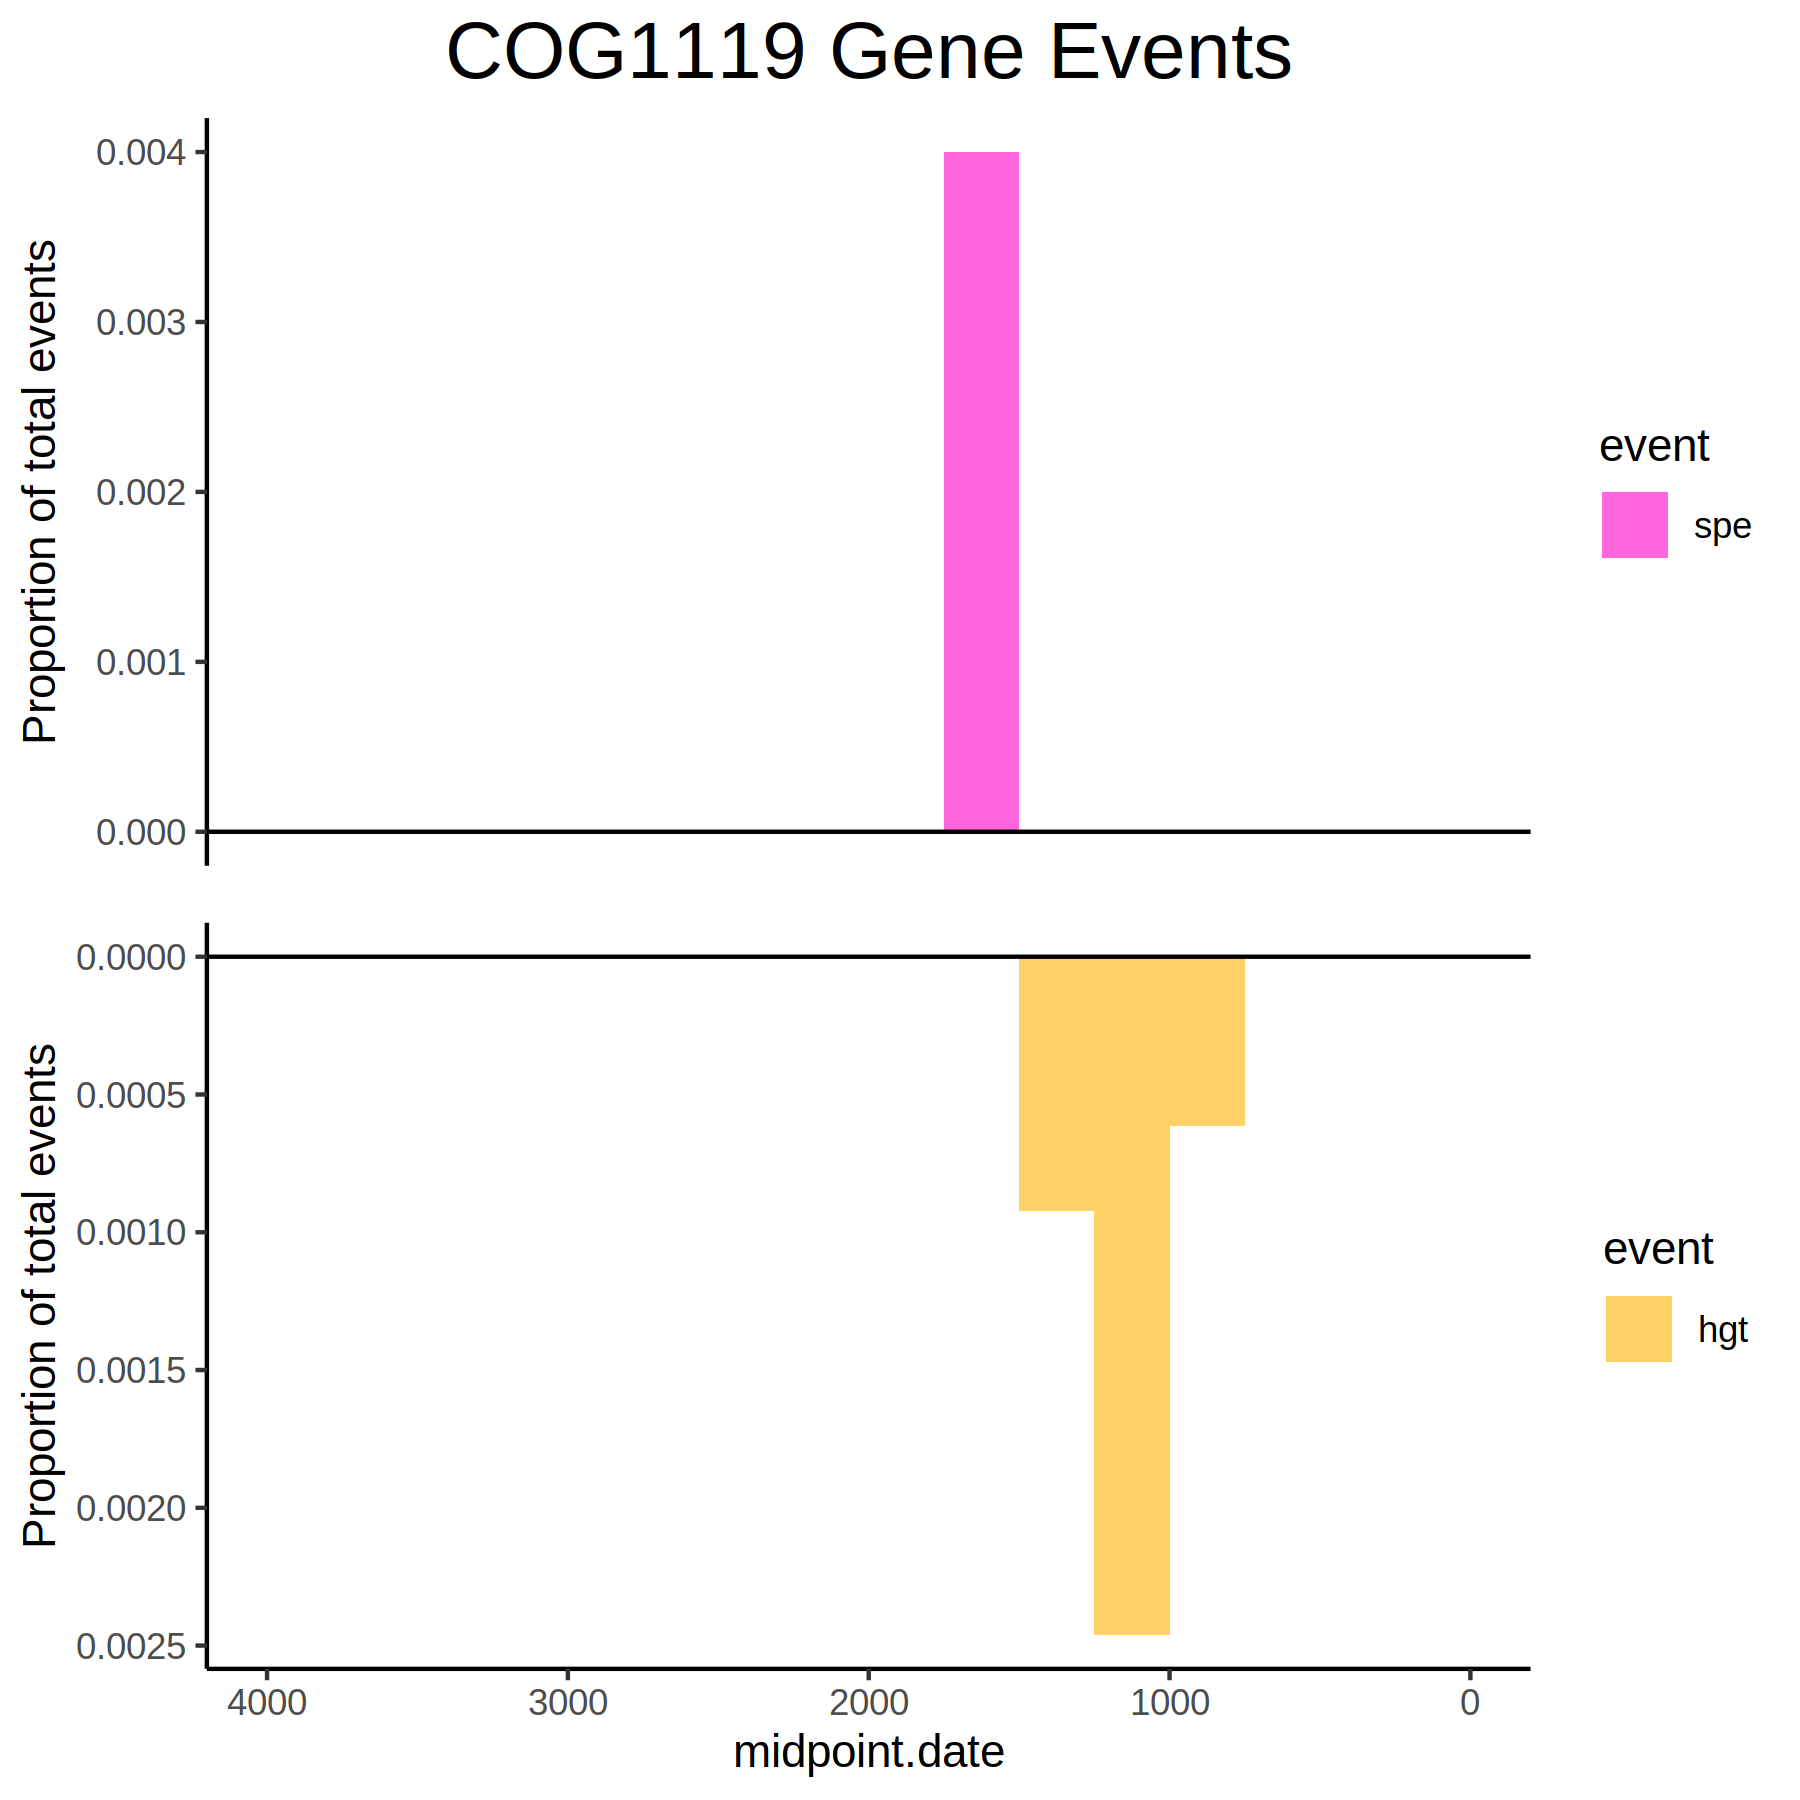 COG1119 Gene Events
Proportion of total events
0.004
0.003
0.002
0.001
0.000
event
spe
Proportion of total events
0.0000
0.0005
0.0010
0.0015
0.0020
0.0025
event
hgt
4000 3000 2000 1000 0
midpoint.date